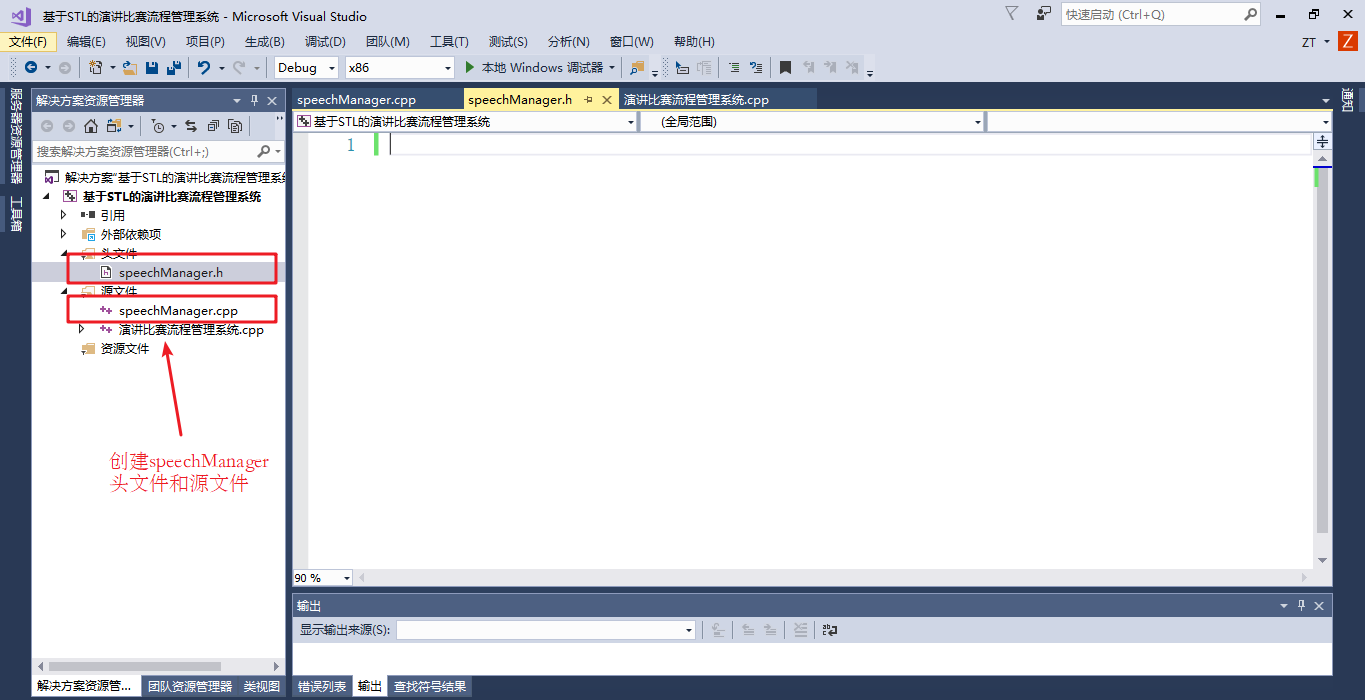 基于STL的演讲比赛流程管理系统 - Microsoft Visual Studio
快速启动 (Ctrl+Q)
文件(F) 编辑(E) 视图(V) 项目(P) 生成(B) 调试(D) 团队(M) 工具(T) 测试(S) 分析(N) 窗口(W) 帮助(H)
ZT Z
Debug x86 本地 Windows 调试器
服务器资源管理器
工具箱
解决方案资源管理器
搜索解决方案资源管理器(Ctrl+;)
解决方案"基于STL的演讲比赛流程管理系
基于STL的演讲比赛流程管理系统
引用
外部依赖项
头文件
speechManager.h
源文件
speechManager.cpp
演讲比赛流程管理系统.cpp
资源文件
创建speechManager
头文件和源文件
解决方案资源管... 团队资源管理器 类视图
speechManager.cpp speechManager.h 演讲比赛流程管理系统.cpp
基于STL的演讲比赛流程管理系统 (全局范围)
1
90 %
输出
显示输出来源(S):
错误列表 输出 查找符号结果
通知